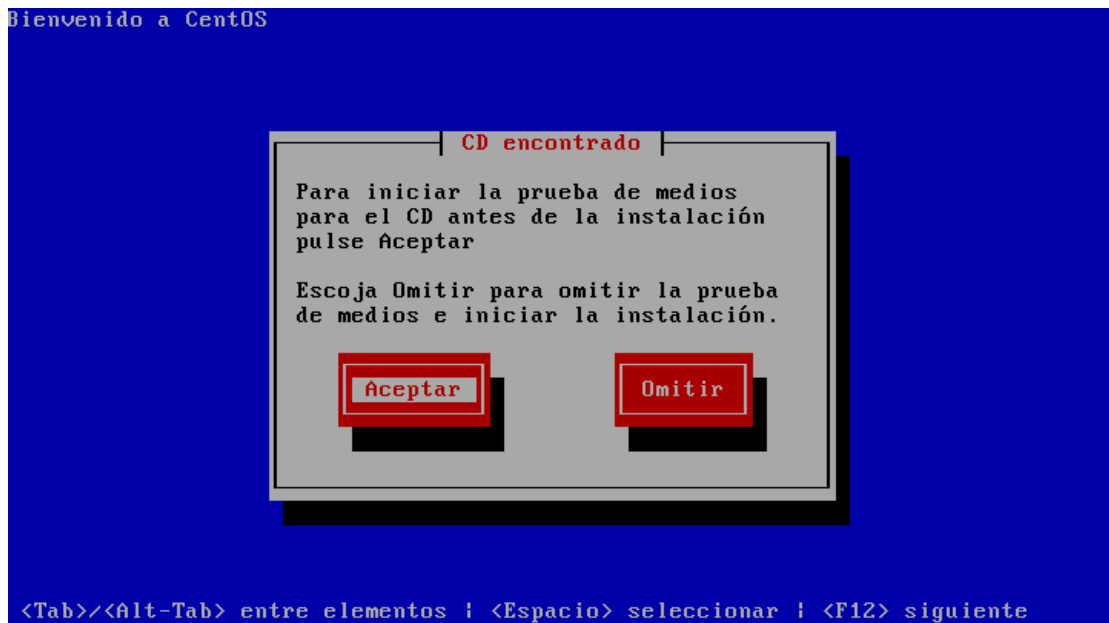 Bienvenido a CentOS
CD encontrado
Para iniciar la prueba de medios
para el CD antes de la instalación
pulse Aceptar
Escoja Omitir para omitir la prueba
de medios e iniciar la instalación.
Aceptar Omitir
<Tab>/<Alt-Tab> entre elementos | <Espacio> seleccionar | <F12> siguiente